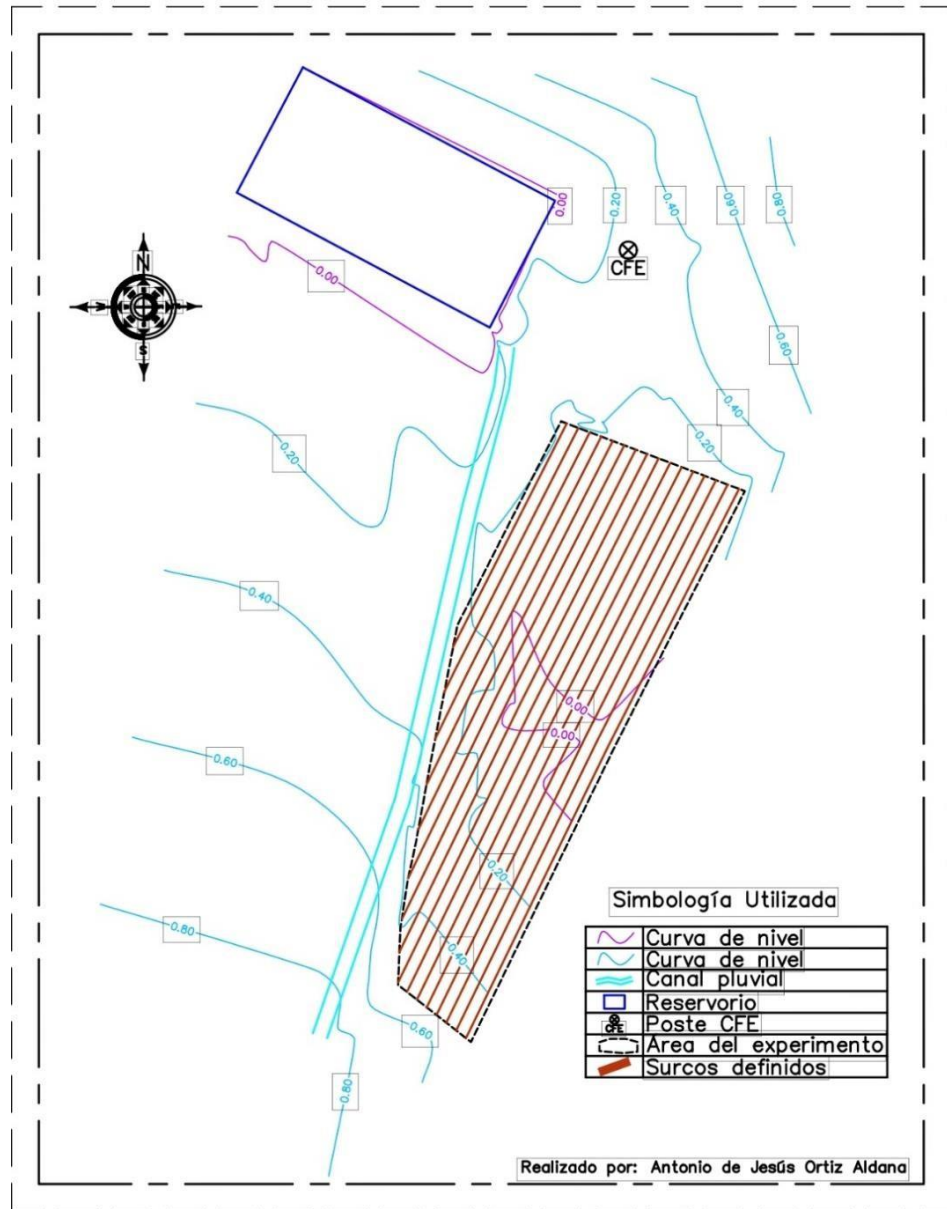 0.00
0.20
0.40
0.60
0.80
CFE
N
0.00
S
0.60
0.40
0.20
0.20
0.40
0.00
0.00
0.60
0.20
0.80
0.40
0.60
0.80
Simbología Utilizada
Curva de nivel
Curva de nivel
Canal pluvial
Reservorio
CFE Poste CFE
Area del experimento
Surcos definidos
Realizado por: Antonio de Jesús Ortiz Aldana